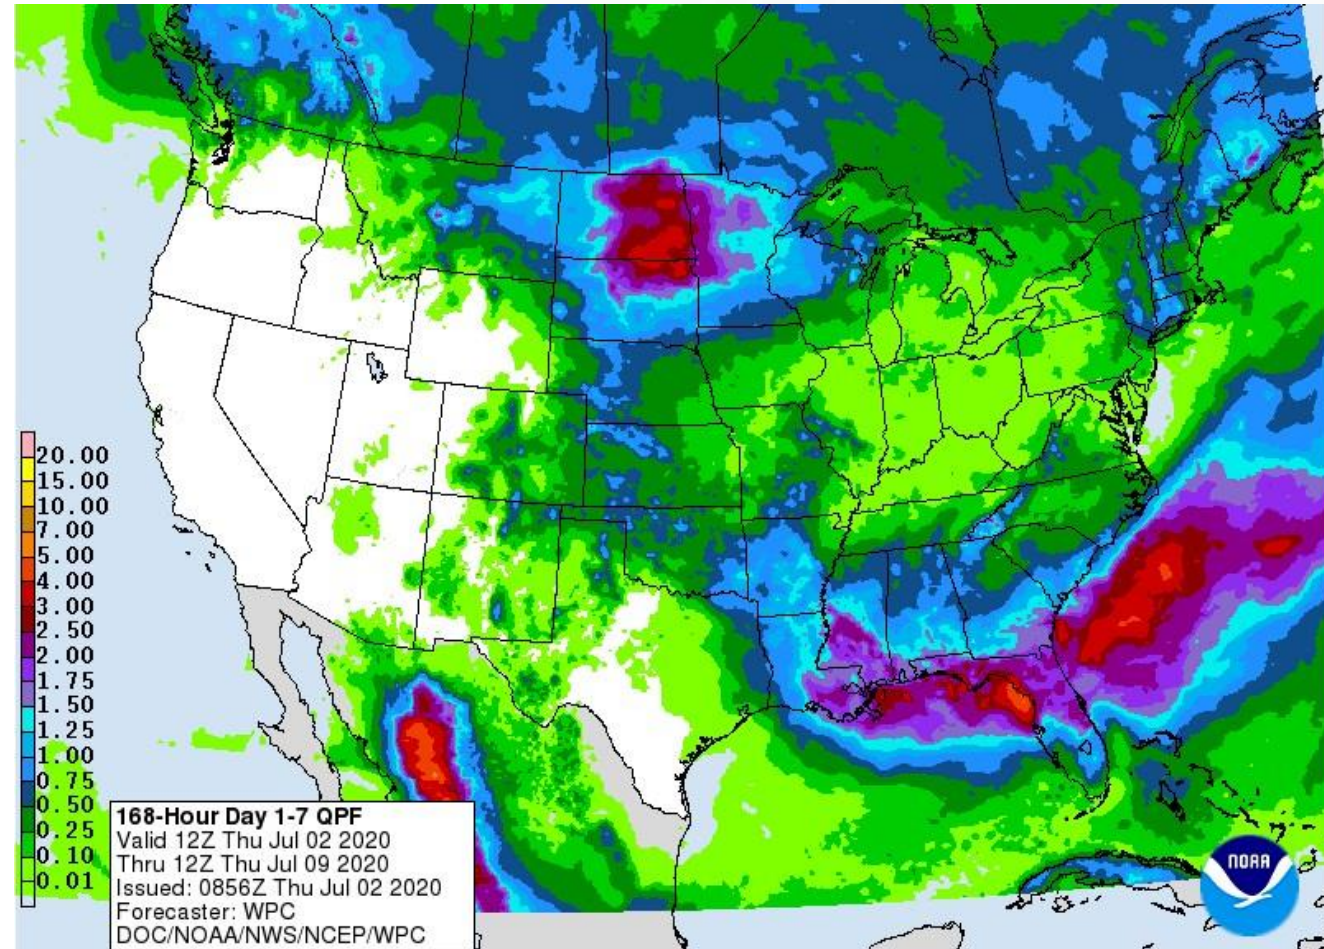 20.00
15.00
10.00
7.00
5.00
4.00
3.00
2.50
2.00
1.75
1.50
1.25
1.00
0.75
0.50
0.25
0.10
0.01
168-Hour Day 1-7 QPF
Valid 12Z Thu Jul 02 2020
Thru 12Z Thu Jul 09 2020
Issued: 0856Z Thu Jul 02 2020
Forecaster: WPC
DOC/NOAA/NWS/NCEP/WPC
NOAA